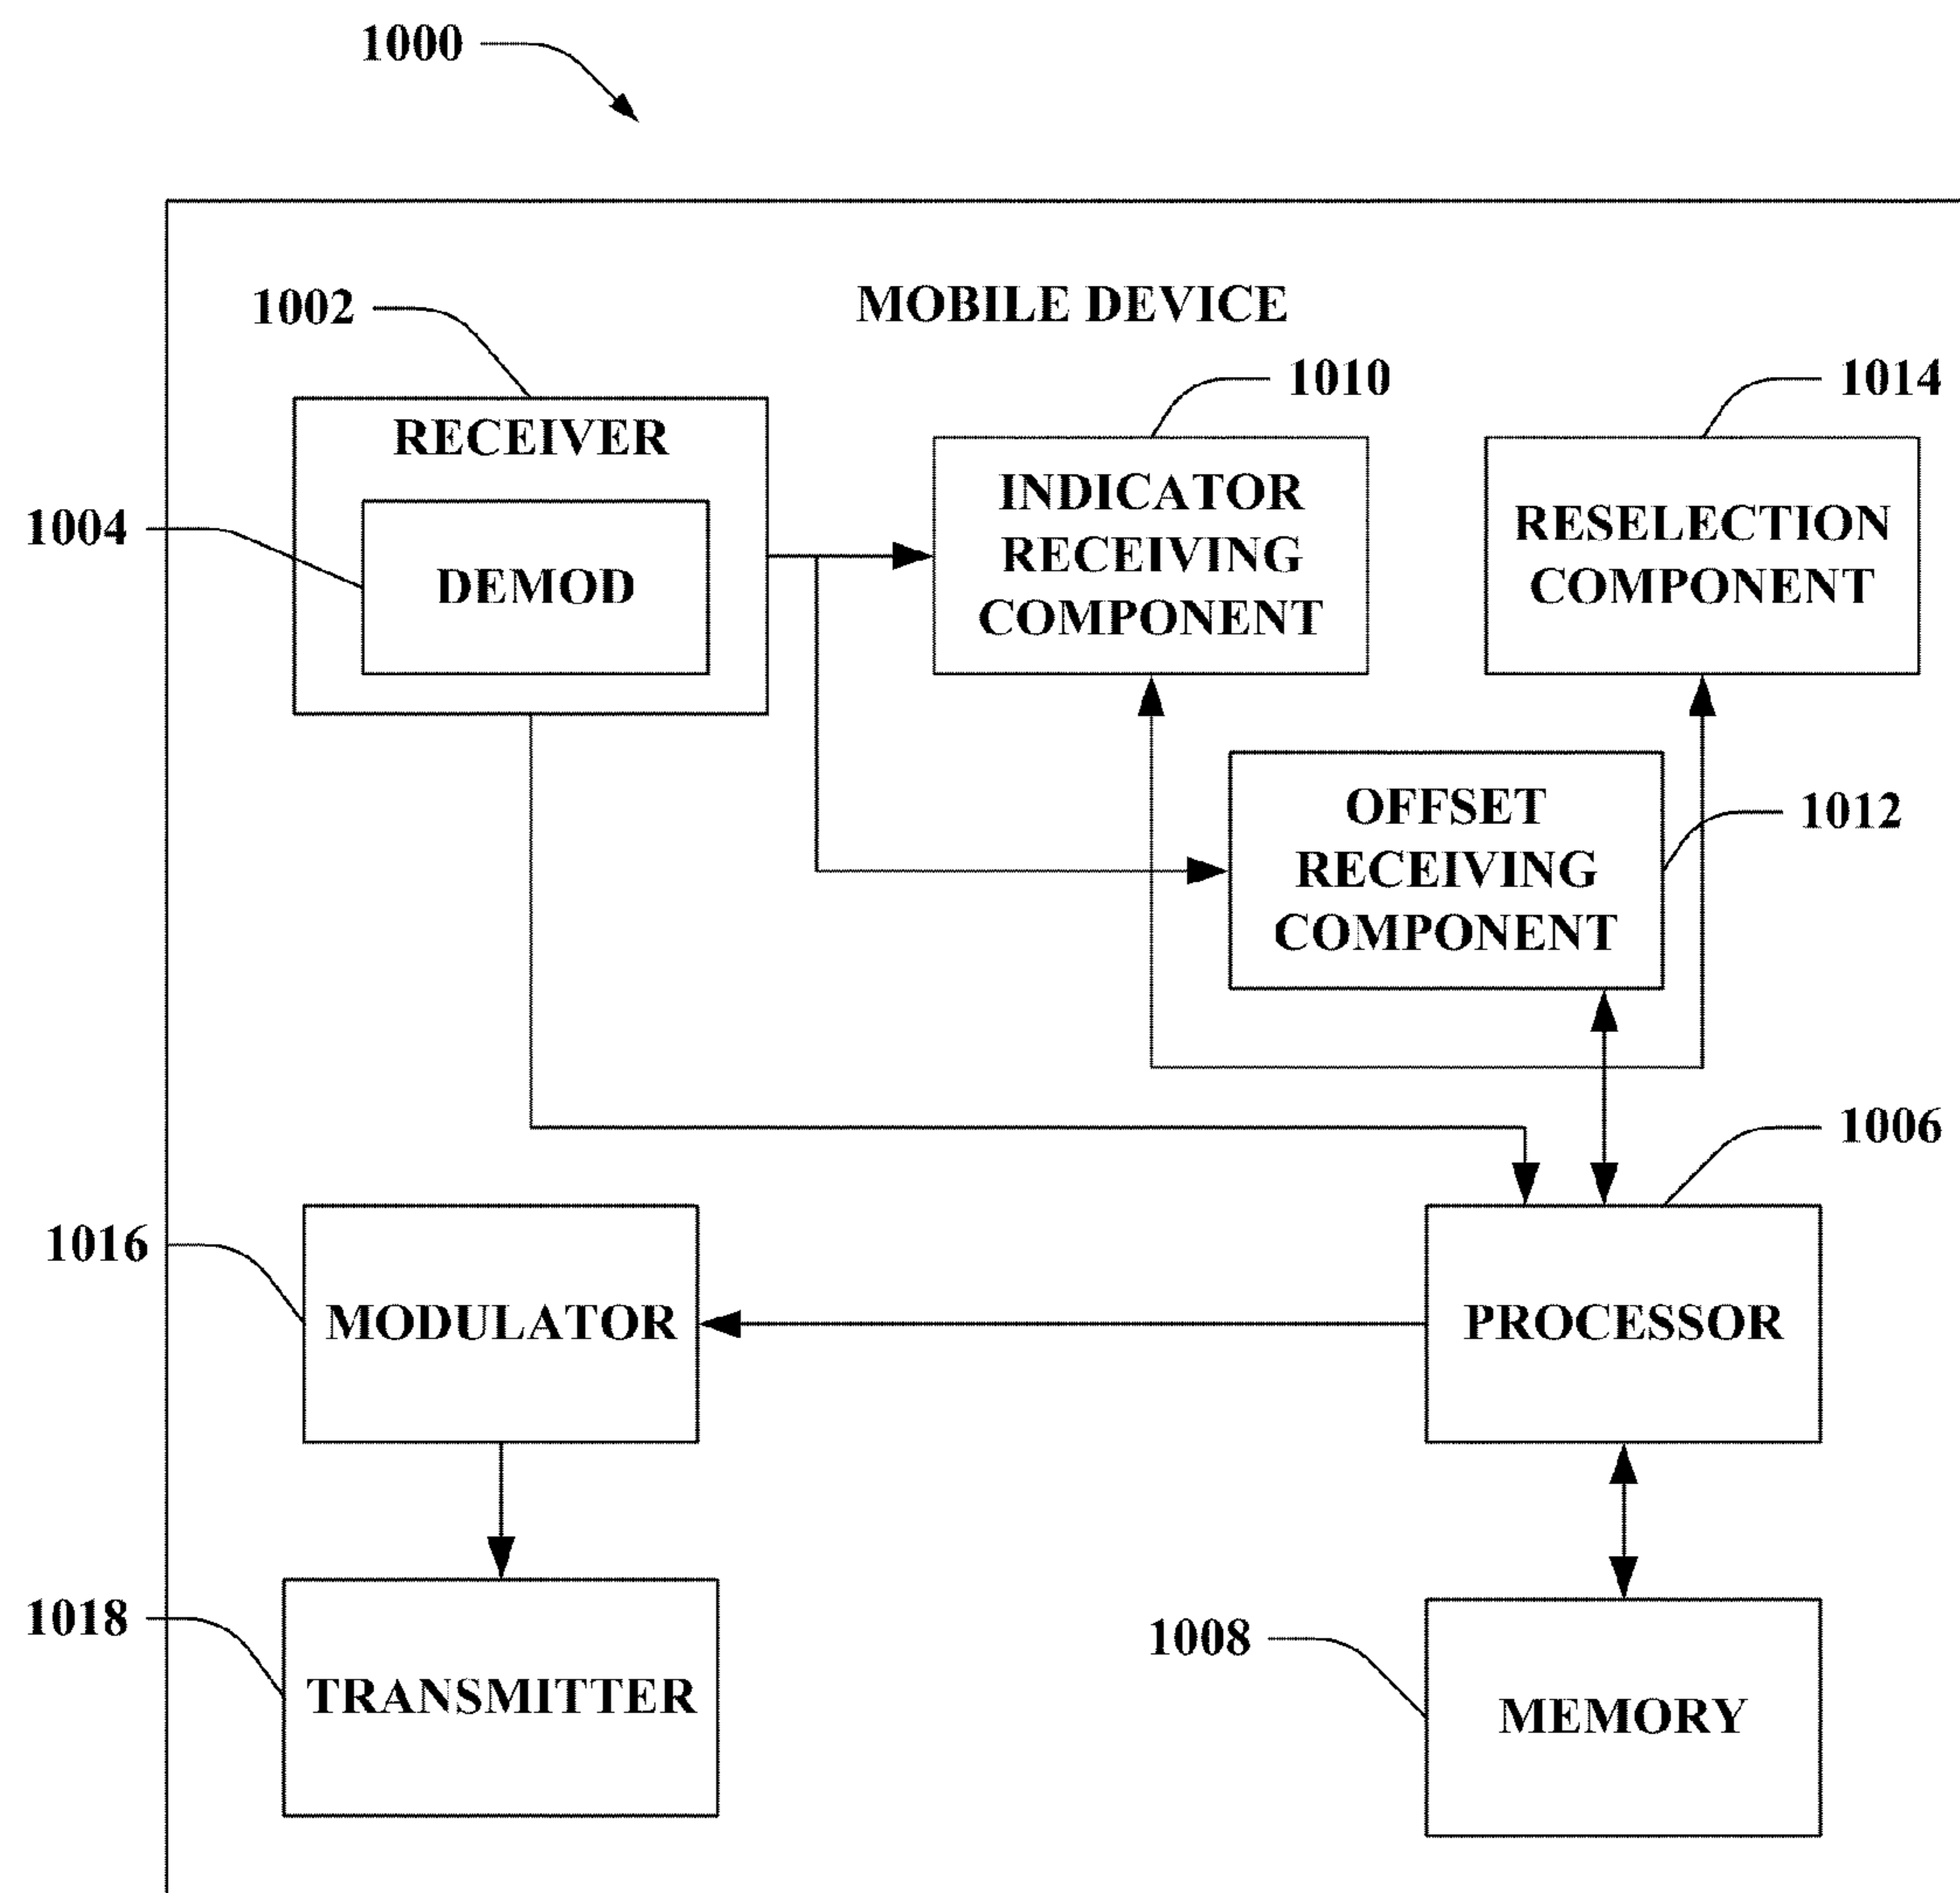 1000
MOBILE DEVICE
1002
1010
1014
RECEIVER
INDICATOR
RECEIVING
COMPONENT
RESELECTION
COMPONENT
1004
DEMOD
OFFSET
RECEIVING
COMPONENT
1012
1006
1016
MODULATOR
PROCESSOR
1018
TRANSMITTER
1008
MEMORY